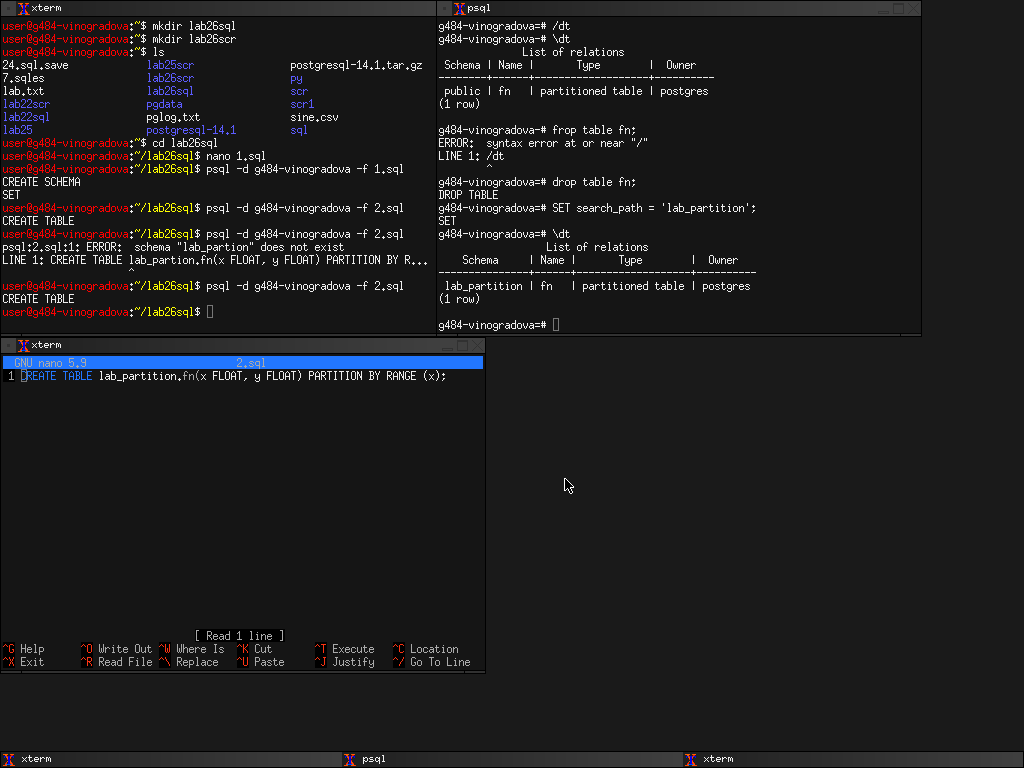 xterm
user@g484-vinogradova:~$ mkdir lab26sql
user@g484-vinogradova:~$ mkdir lab26scr
user@g484-vinogradova:~$ ls
24.sql.save lab25scr postgresql-14.1.tar.gz
7.sqles lab26scr py
lab.txt lab26sql scr
lab22scr pgdata scr1
lab22sql pglog.txt sine.csv
lab25 postgresql-14.1 sql
user@g484-vinogradova:~$ cd lab26sql
user@g484-vinogradova:~/lab26sql$ nano 1.sql
user@g484-vinogradova:~/lab26sql$ psql -d g484-vinogradova -f 1.sql
CREATE SCHEMA
SET
user@g484-vinogradova:~/lab26sql$ psql -d g484-vinogradova -f 2.sql
CREATE TABLE
user@g484-vinogradova:~/lab26sql$ psql -d g484-vinogradova -f 2.sql
psql:2.sql:1: ERROR:  schema "lab_partion" does not exist
LINE 1: CREATE TABLE lab_partion.fn(x FLOAT, y FLOAT) PARTITION BY R...
^
user@g484-vinogradova:~/lab26sql$ psql -d g484-vinogradova -f 2.sql
CREATE TABLE
user@g484-vinogradova:~/lab26sql$
psql
g484-vinogradova=# /dt
g484-vinogradova-# \dt
List of relations
Schema | Name | Type | Owner
--------+------+-------------------+----------
public | fn | partitioned table | postgres
(1 row)
g484-vinogradova-# frop table fn;
ERROR:  syntax error at or near "/"
LINE 1: /dt
^
g484-vinogradova=# drop table fn;
DROP TABLE
g484-vinogradova=# SET search_path = 'lab_partition';
SET
g484-vinogradova=# \dt
List of relations
Schema | Name | Type | Owner
---------------+------+-------------------+----------
lab_partition | fn | partitioned table | postgres
(1 row)
g484-vinogradova=#
xterm
GNU nano 5.9 2.sql
1 CREATE TABLE lab_partition.fn(x FLOAT, y FLOAT) PARTITION BY RANGE (x);
[ Read 1 line ]
^G Help ^O Write Out ^W Where Is ^K Cut ^T Execute ^C Location
^X Exit ^R Read File ^\ Replace ^U Paste ^J Justify ^/ Go To Line
xterm psql xterm